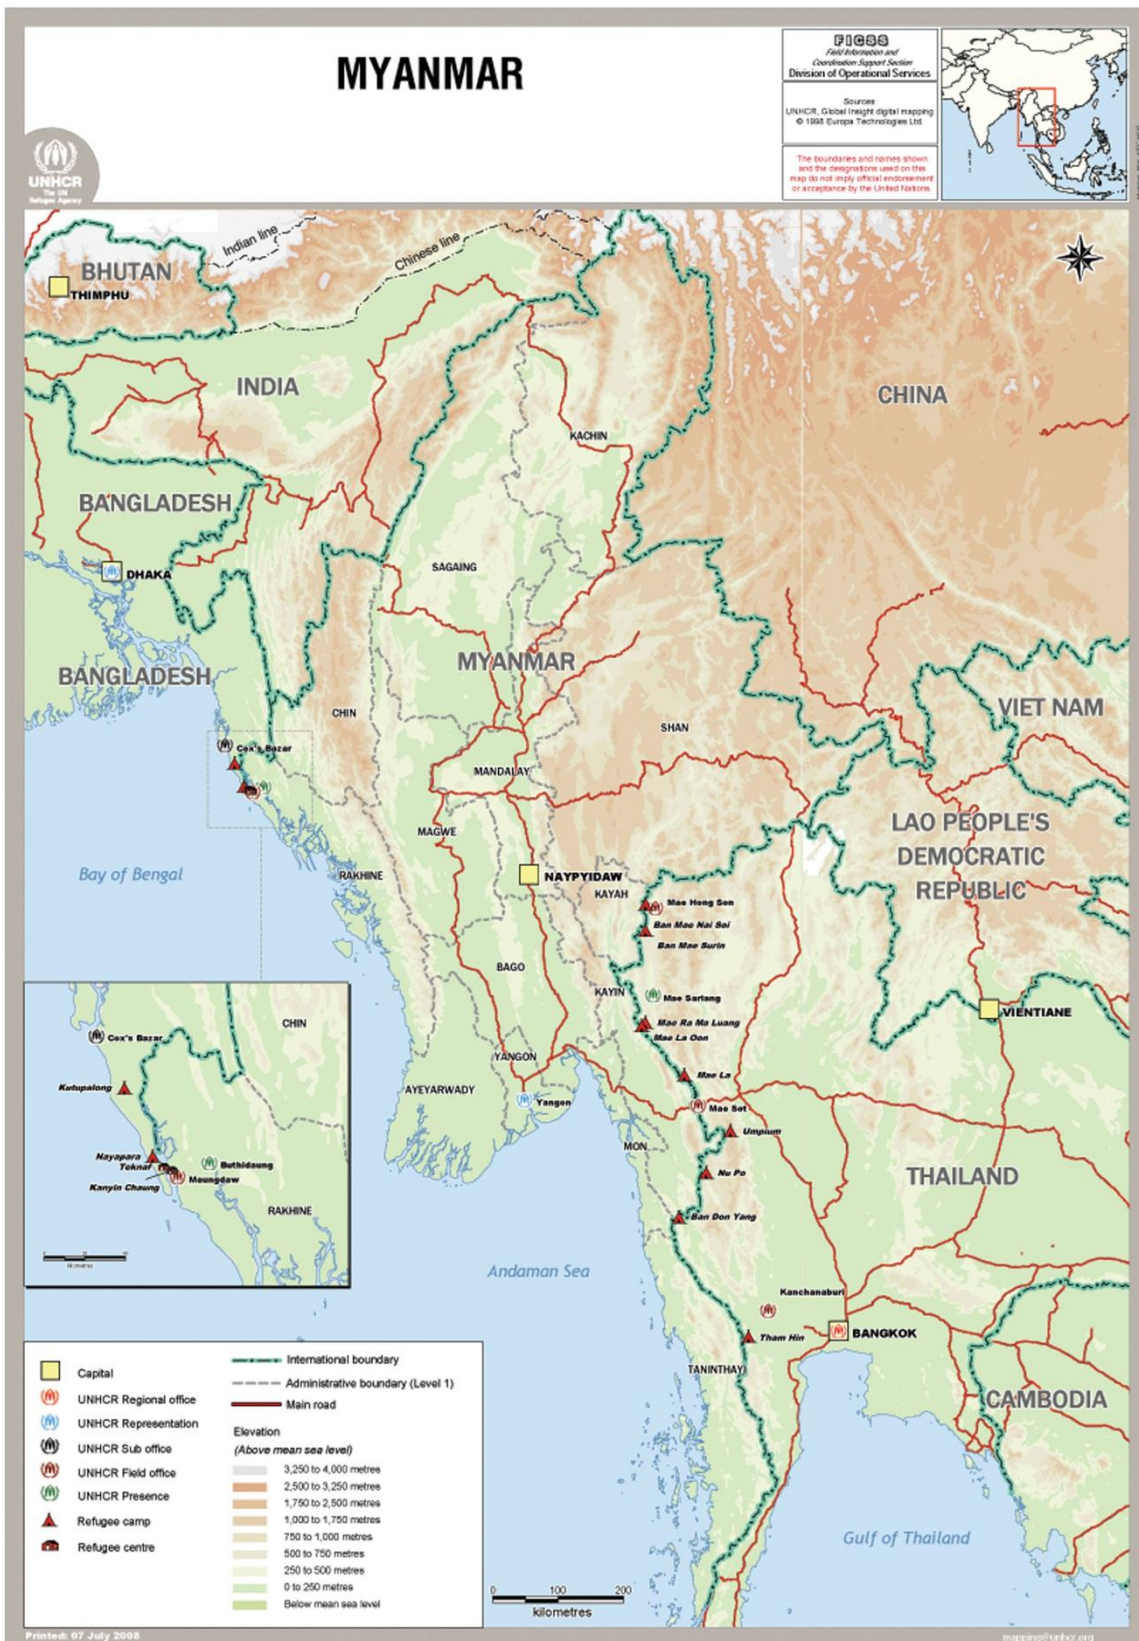 MYANMAR
FICSS
Field Information and
Coordination Support Section
Division of Operational Services
Sources:
UNHCR, Global Insight digital mapping
© 1998 Europa Technologies Ltd.
The boundaries and names shown
and the designations used on this
map do not imply official endorsement
or acceptance by the United Nations.
UNHCR
The UN
Refugee Agency
Indian line
Chinese line
BHUTAN
THIMPHU
INDIA
CHINA
KACHIN
BANGLADESH
SAGAING
DHAKA
MYANMAR
BANGLADESH
VIET NAM
CHIN
SHAN
Cox's Bazar
MANDALAY
MAGWE
LAO PEOPLE'S
DEMOCRATIC
REPUBLIC
Bay of Bengal
RAKHINE
NAYPYIDAW
KAYAH
Mae Hong Son
Ban Mae Nai Soi
Ban Mae Surin
BAGO
KAYIN
Mae Sariang
VIENTIANE
Mae Ra Ma Luang
Mae La Oon
YANGON
Mae La
AYEYARWADY
Yangon
Mae Sot
Umpium
MON
Nu Po
THAILAND
Ban Don Yang
Andaman Sea
Kanchanaburi
Tham Hin
BANGKOK
TANINTHAYI
CAMBODIA
Gulf of Thailand
CHIN
Cox's Bazar
Kutupalong
Nayapara
Teknaf
Buthidaung
Kanyin Chaung
Maungdaw
RAKHINE
Capital
UNHCR Regional office
UNHCR Representation
UNHCR Sub office
UNHCR Field office
UNHCR Presence
Refugee camp
Refugee centre
International boundary
Administrative boundary (Level 1)
Main road
Elevation
(Above mean sea level)
3,250 to 4,000 metres
2,500 to 3,250 metres
1,750 to 2,500 metres
1,000 to 1,750 metres
750 to 1,000 metres
500 to 750 metres
250 to 500 metres
0 to 250 metres
Below mean sea level
0 100 200
kilometres
Printed: 07 July 2008
mapping@unhcr.org